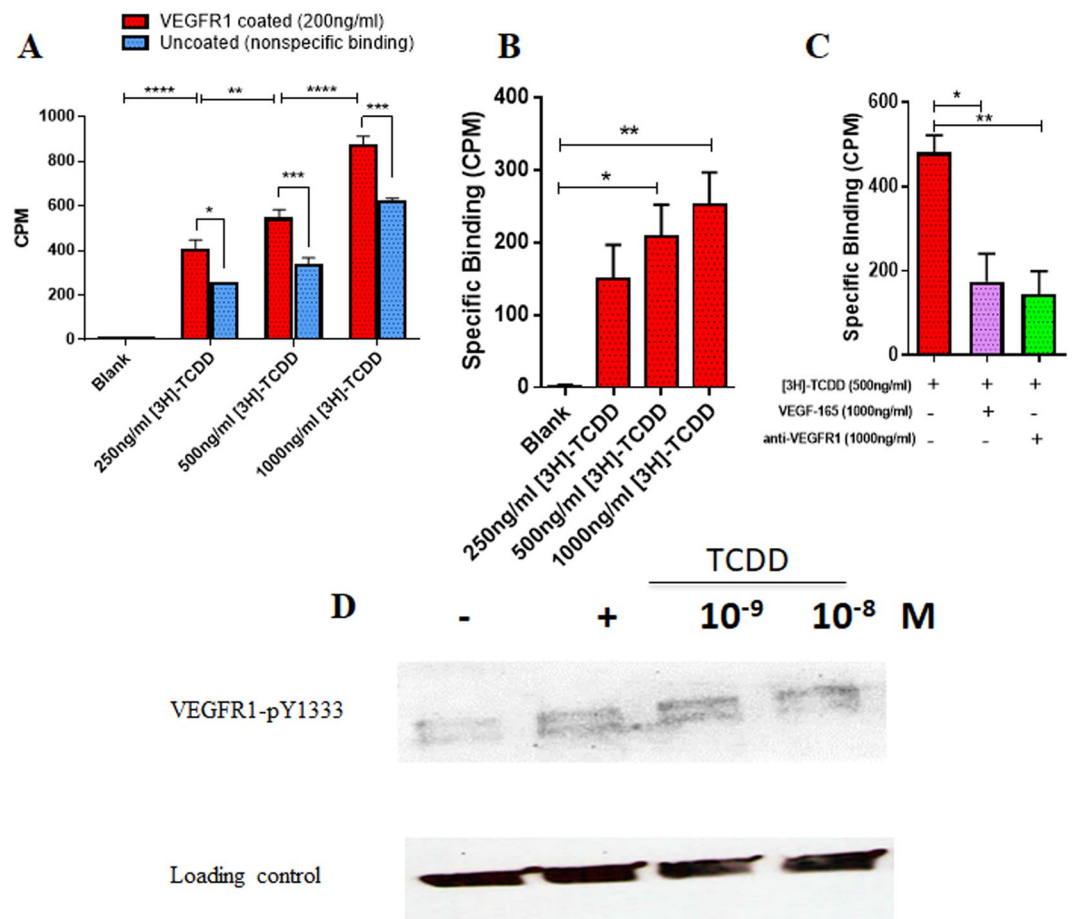 A
VEGFR1 coated (200ng/ml)
Uncoated (nonspecific binding)
**** ** ****
***
***
*
1000
800
600
400
200
0
CPM
Blank
250ng/ml [3H]-TCDD
500ng/ml [3H]-TCDD
1000ng/ml [3H]-TCDD
B
400
300
200
100
0
Specific Binding (CPM)
**
*
Blank
250ng/ml [3H]-TCDD
500ng/ml [3H]-TCDD
1000ng/ml [3H]-TCDD
C
600
400
200
0
Specific Binding (CPM)
*
**
[3H]-TCDD (500ng/ml) + + +
VEGF-165 (1000ng/ml) - + -
anti-VEGFR1 (1000ng/ml) - - +
TCDD
D - + 10⁻⁹ 10⁻⁸ M
VEGFR1-pY1333
Loading control